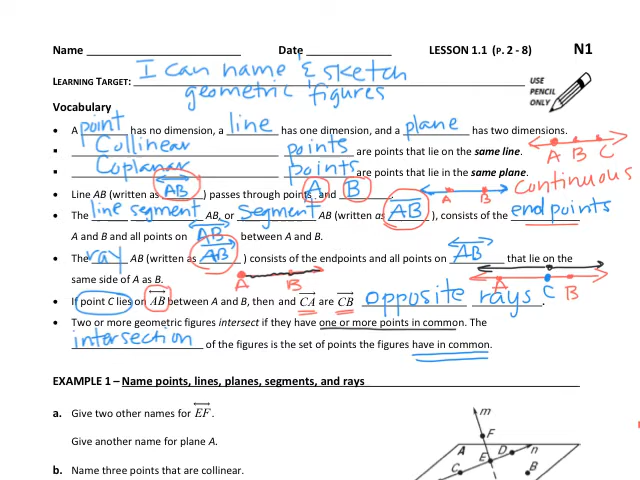 Name ____________ Date ____________ LESSON 1.1 (P. 2 - 8) N1
LEARNING TARGET: I can name & sketch
geometric figures
USE
PENCIL
ONLY
Vocabulary
• A point has no dimension, a line has one dimension, and a plane has two dimensions.
▪ Collinear points are points that lie on the same line.
A B C
▪ Coplanar points are points that lie in the same plane.
• Line AB (written as AB) passes through points A and B
A B continuous
• The line segment AB, or segment AB (written as AB), consists of the endpoints
A and B and all points on AB between A and B.
• The ray AB (written as AB) consists of the endpoints and all points on AB that lie on the
same side of A as B.
A B
A C B
• If point C lies on AB between A and B, then and CA are CB opposite rays.
• Two or more geometric figures intersect if they have one or more points in common. The
intersection of the figures is the set of points the figures have in common.
EXAMPLE 1 – Name points, lines, planes, segments, and rays
a. Give two other names for EF.
Give another name for plane A.
b. Name three points that are collinear.
m
F
A E D n
C B